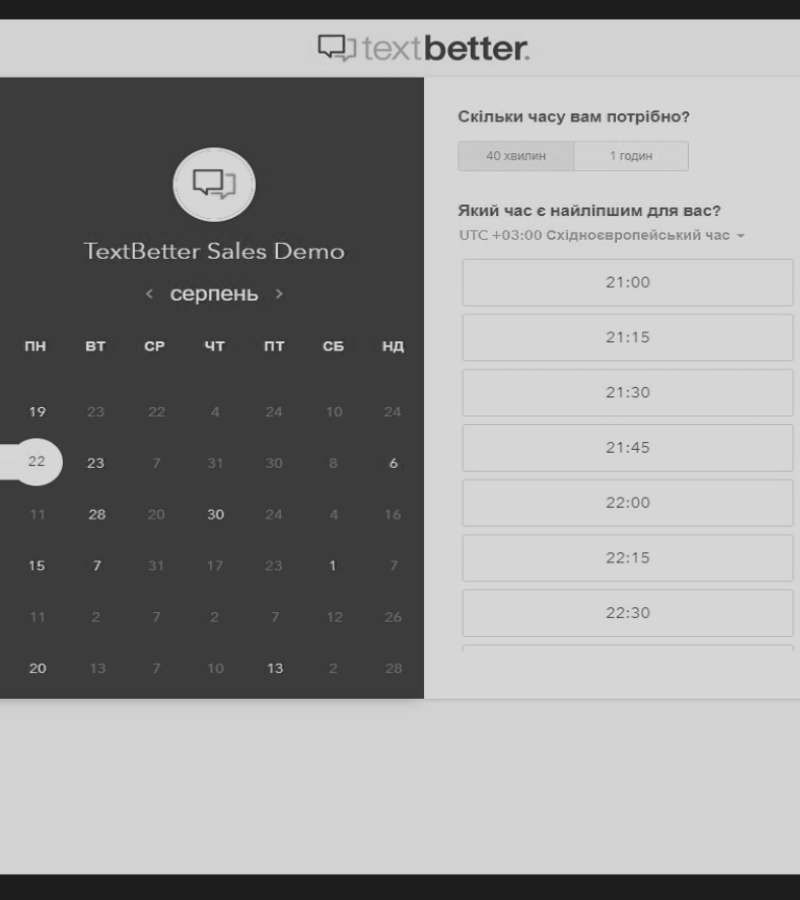 textbetter.
TextBetter Sales Demo
< серпень >
ПН ВТ СР ЧТ ПТ СБ НД
19 23 22 4 24 10 24
22 23 7 31 30 8 6
11 28 20 30 24 4 16
15 7 31 17 23 1 7
11 2 7 2 7 12 26
20 13 7 10 13 2 28
Скільки часу вам потрібно?
40 хвилин 1 годин
Який час є найліпшим для вас?
UTC +03:00 Східноєвропейський час
21:00
21:15
21:30
21:45
22:00
22:15
22:30